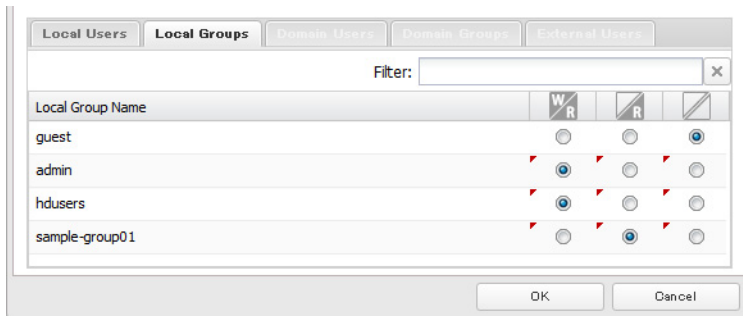 Local Users Local Groups Domain Users Domain Groups External Users
Filter:
Local Group Name W/R R
guest
admin
hdusers
sample-group01
OK Cancel